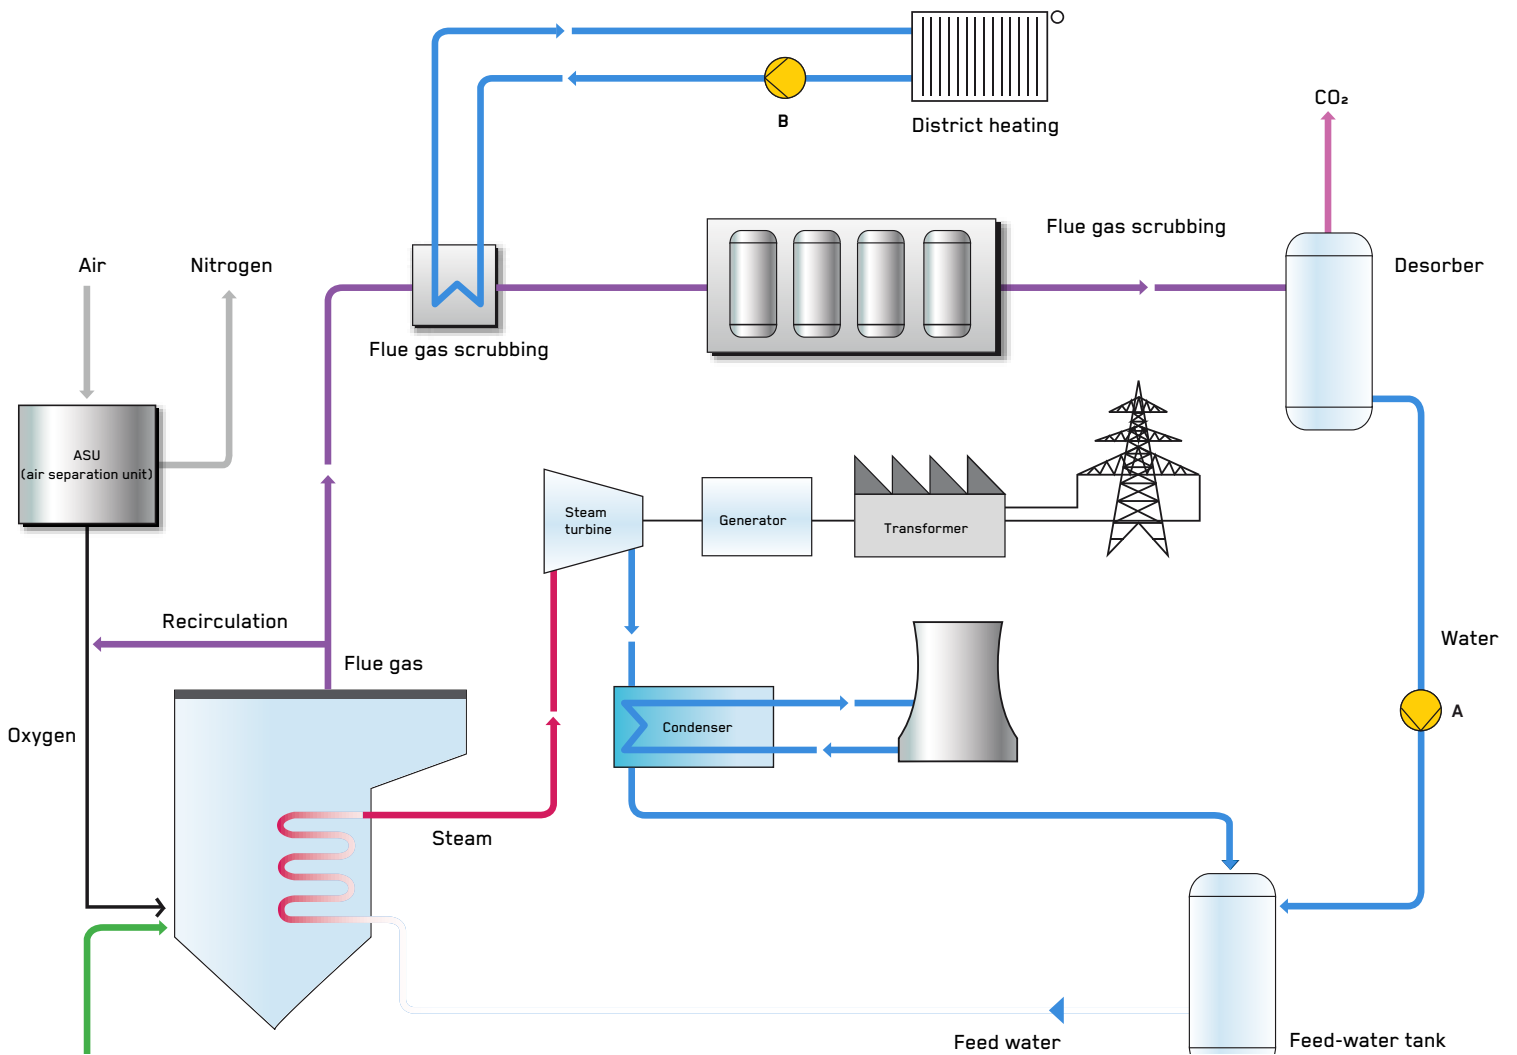 B
District heating
CO₂
Flue gas scrubbing
Desorber
Air
Nitrogen
Flue gas scrubbing
ASU
(air separation unit)
Steam
turbine
Generator
Transformer
Recirculation
Flue gas
Water
A
Oxygen
Condenser
Steam
Feed water
Feed-water tank